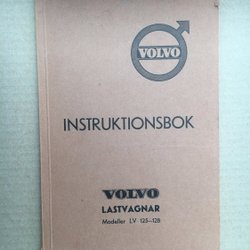 VOLVO
INSTRUKTIONSBOK
VOLVO
LASTVAGNAR
Modeller LV 125—128